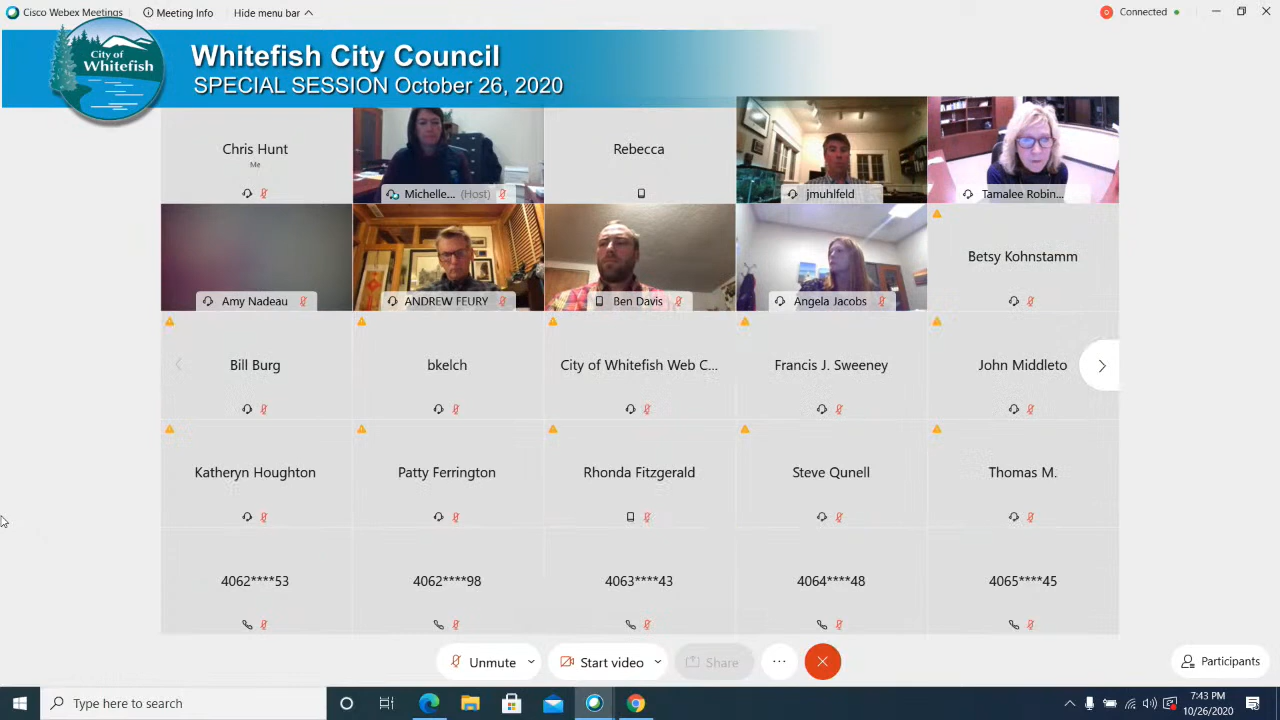 Cisco Webex Meetings
Meeting Info
Hide menu bar
Connected
City of
Whitefish
Whitefish City Council
SPECIAL SESSION October 26, 2020
Chris Hunt
Me
Michelle... (Host)
Rebecca
jmuhlfeld
Tamalee Robin...
Amy Nadeau
ANDREW FEURY
Ben Davis
Angela Jacobs
Betsy Kohnstamm
Bill Burg
bkelch
City of Whitefish Web C...
Francis J. Sweeney
John Middleto
Katheryn Houghton
Patty Ferrington
Rhonda Fitzgerald
Steve Qunell
Thomas M.
4062****53
4062****98
4063****43
4064****48
4065****45
Unmute
Start video
Share
Participants
Type here to search
7:43 PM
10/26/2020